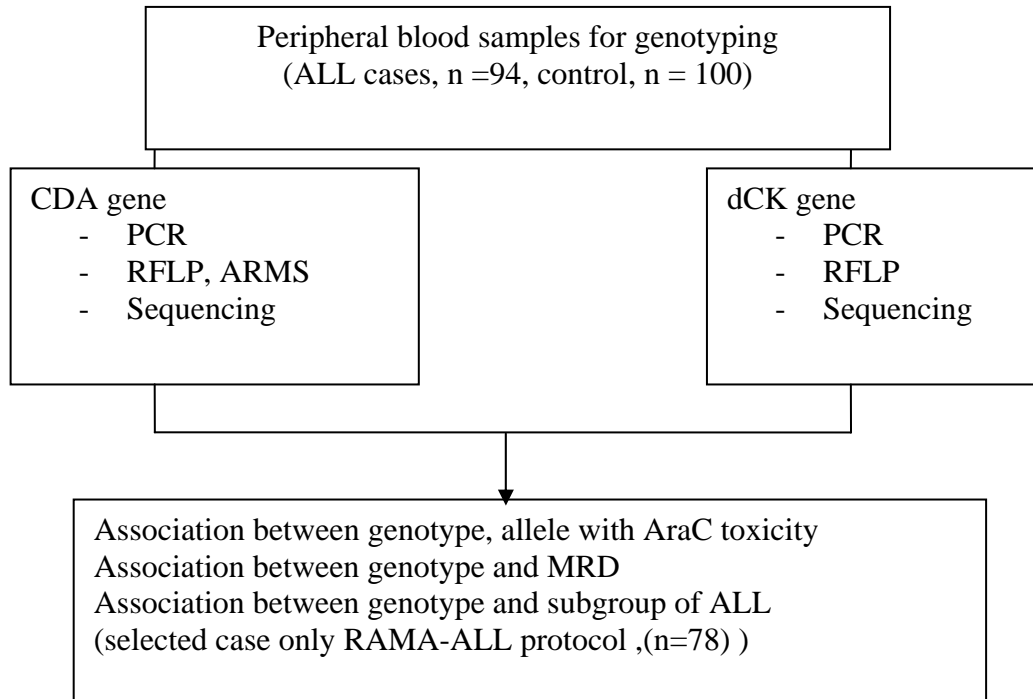 Peripheral blood samples for genotyping
(ALL cases, n =94, control, n = 100)
CDA gene
- PCR
- RFLP, ARMS
- Sequencing
dCK gene
- PCR
- RFLP
- Sequencing
Association between genotype, allele with AraC toxicity
Association between genotype and MRD
Association between genotype and subgroup of ALL
(selected case only RAMA-ALL protocol ,(n=78) )